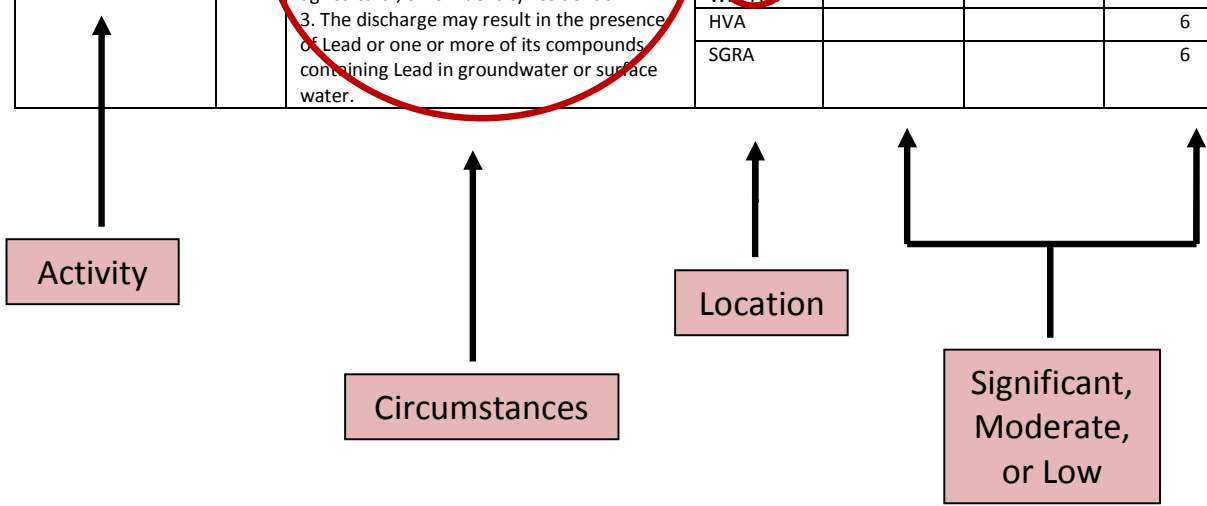 3. The discharge may result in the presence
of Lead or one or more of its compounds
containing Lead in groundwater or surface
water.
HVA 6
SGRA 6
Activity
Location
Circumstances
Significant,
Moderate,
or Low